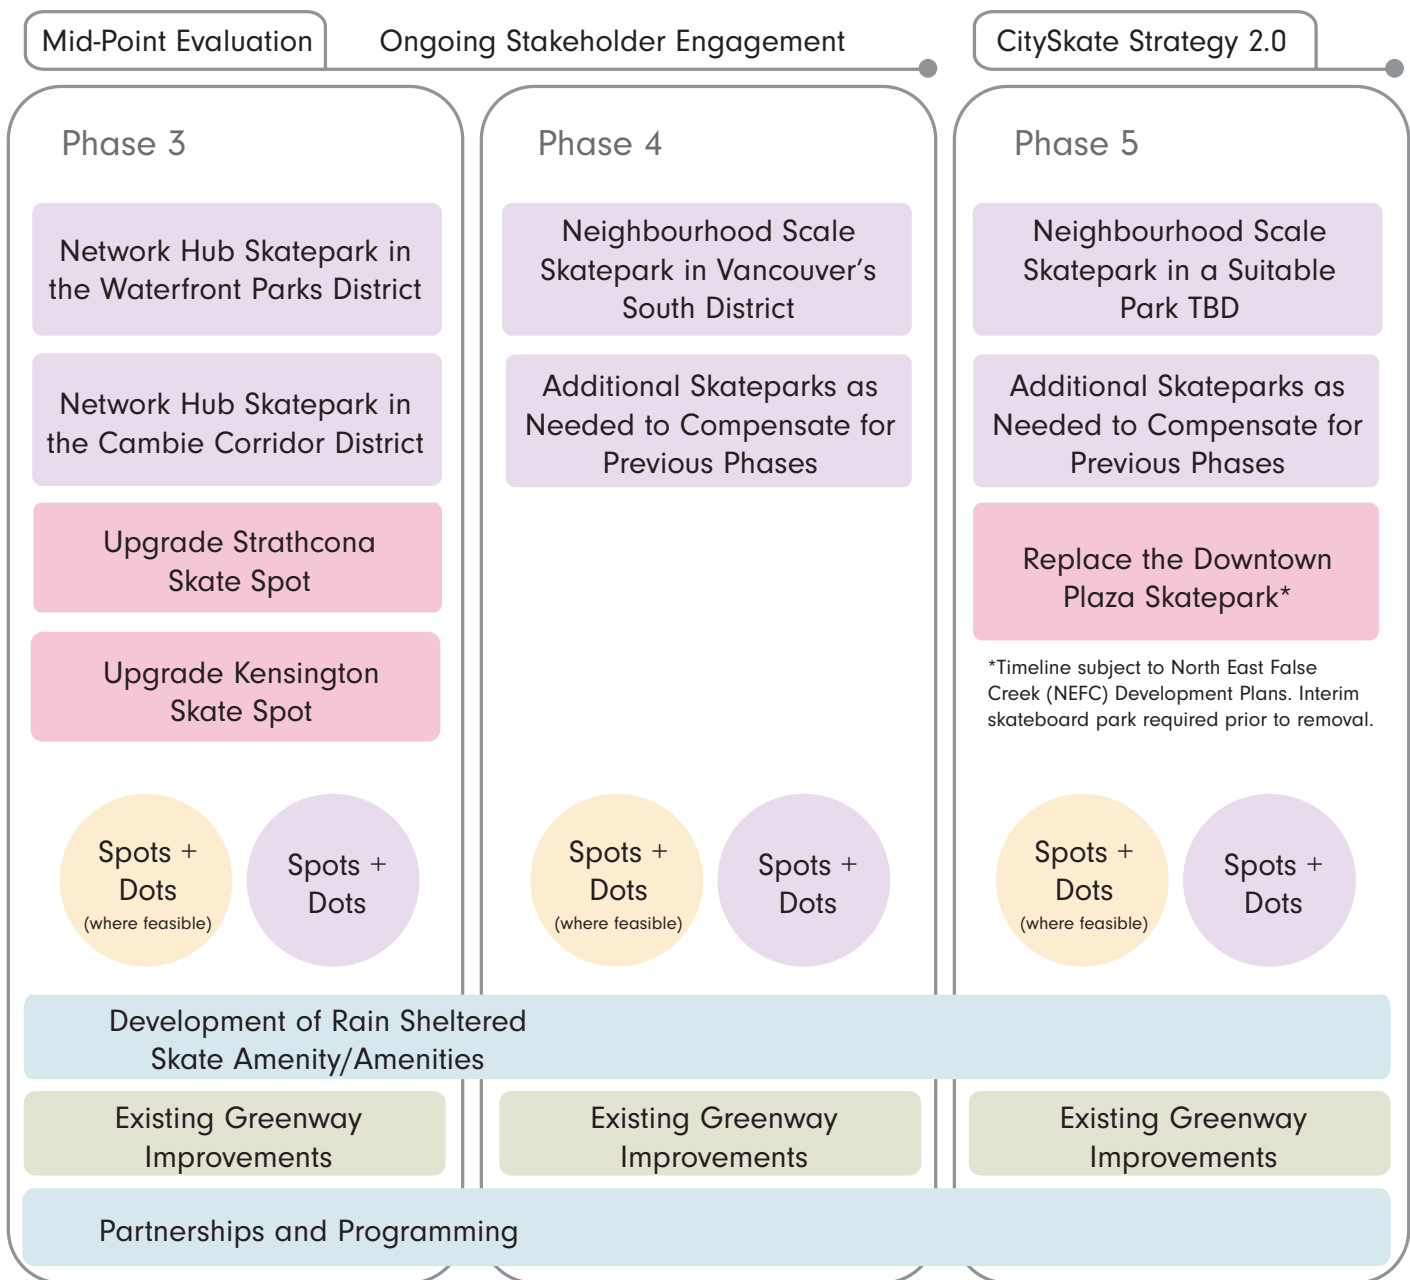 Mid-Point Evaluation
Ongoing Stakeholder Engagement
CitySkate Strategy 2.0
Phase 3
Network Hub Skatepark in
the Waterfront Parks District
Network Hub Skatepark in
the Cambie Corridor District
Upgrade Strathcona
Skate Spot
Upgrade Kensington
Skate Spot
Spots +
Dots
(where feasible)
Spots +
Dots
Phase 4
Neighbourhood Scale
Skatepark in Vancouver's
South District
Additional Skateparks as
Needed to Compensate for
Previous Phases
Spots +
Dots
(where feasible)
Spots +
Dots
Phase 5
Neighbourhood Scale
Skatepark in a Suitable
Park TBD
Additional Skateparks as
Needed to Compensate for
Previous Phases
Replace the Downtown
Plaza Skatepark*
*Timeline subject to North East False
Creek (NEFC) Development Plans. Interim
skateboard park required prior to removal.
Spots +
Dots
(where feasible)
Spots +
Dots
Development of Rain Sheltered
Skate Amenity/Amenities
Existing Greenway
Improvements
Existing Greenway
Improvements
Existing Greenway
Improvements
Partnerships and Programming